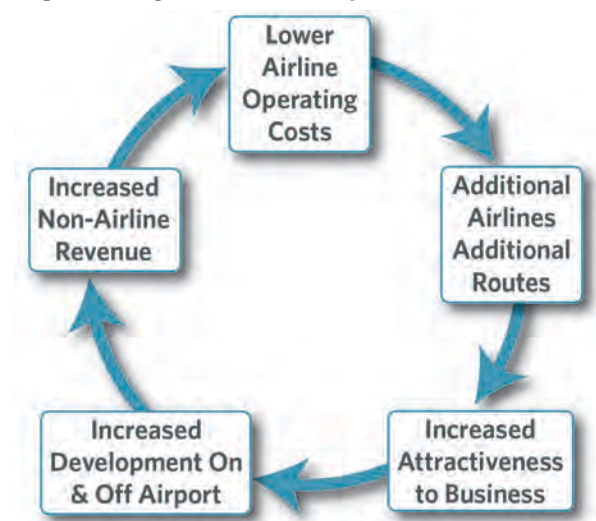 Lower
Airline
Operating
Costs
Additional
Airlines
Additional
Routes
Increased
Attractiveness
to Business
Increased
Development On
& Off Airport
Increased
Non-Airline
Revenue